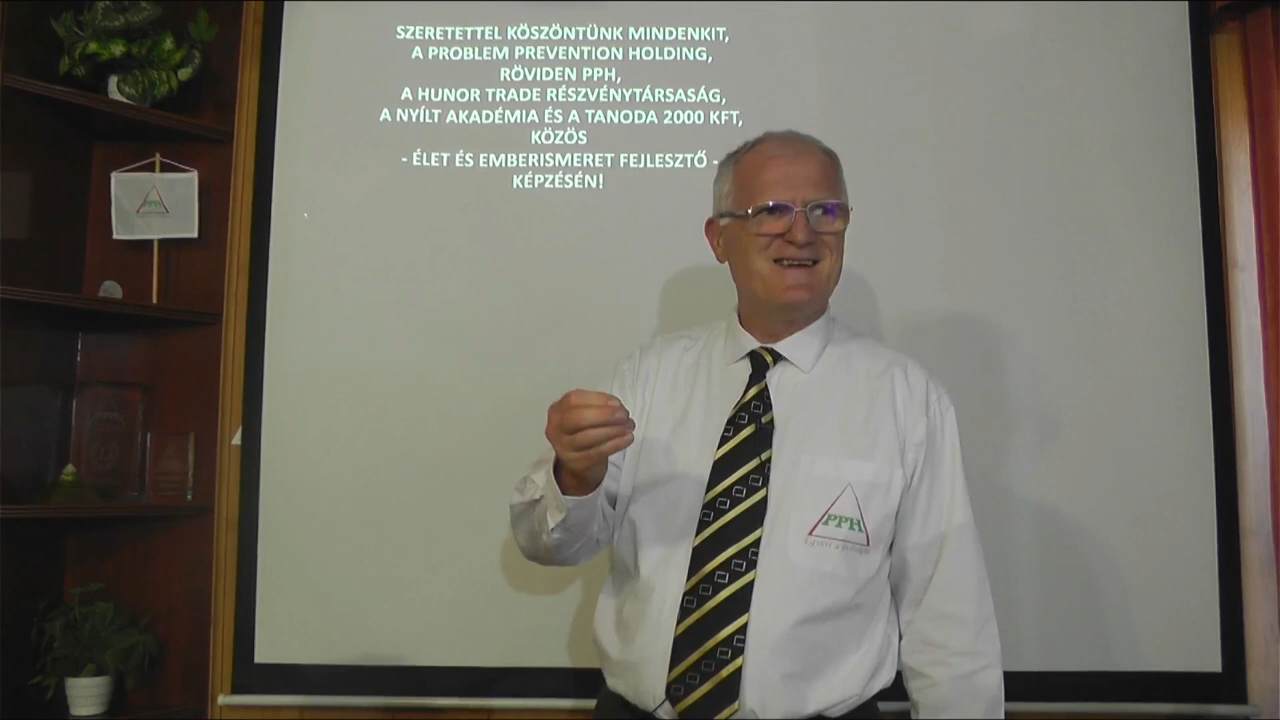 SZERETETTEL KÖSZÖNTÜNK MINDENKIT,
A PROBLEM PREVENTION HOLDING,
RÖVIDEN PPH,
A HUNOR TRADE RÉSZVÉNYTÁRSASÁG,
A NYÍLT AKADÉMIA ÉS A TANODA 2000 KFT,
KÖZÖS
- ÉLET ÉS EMBERISMERET FEJLESZTŐ -
KÉPZÉSÉN!
PPH
PPH
PPH